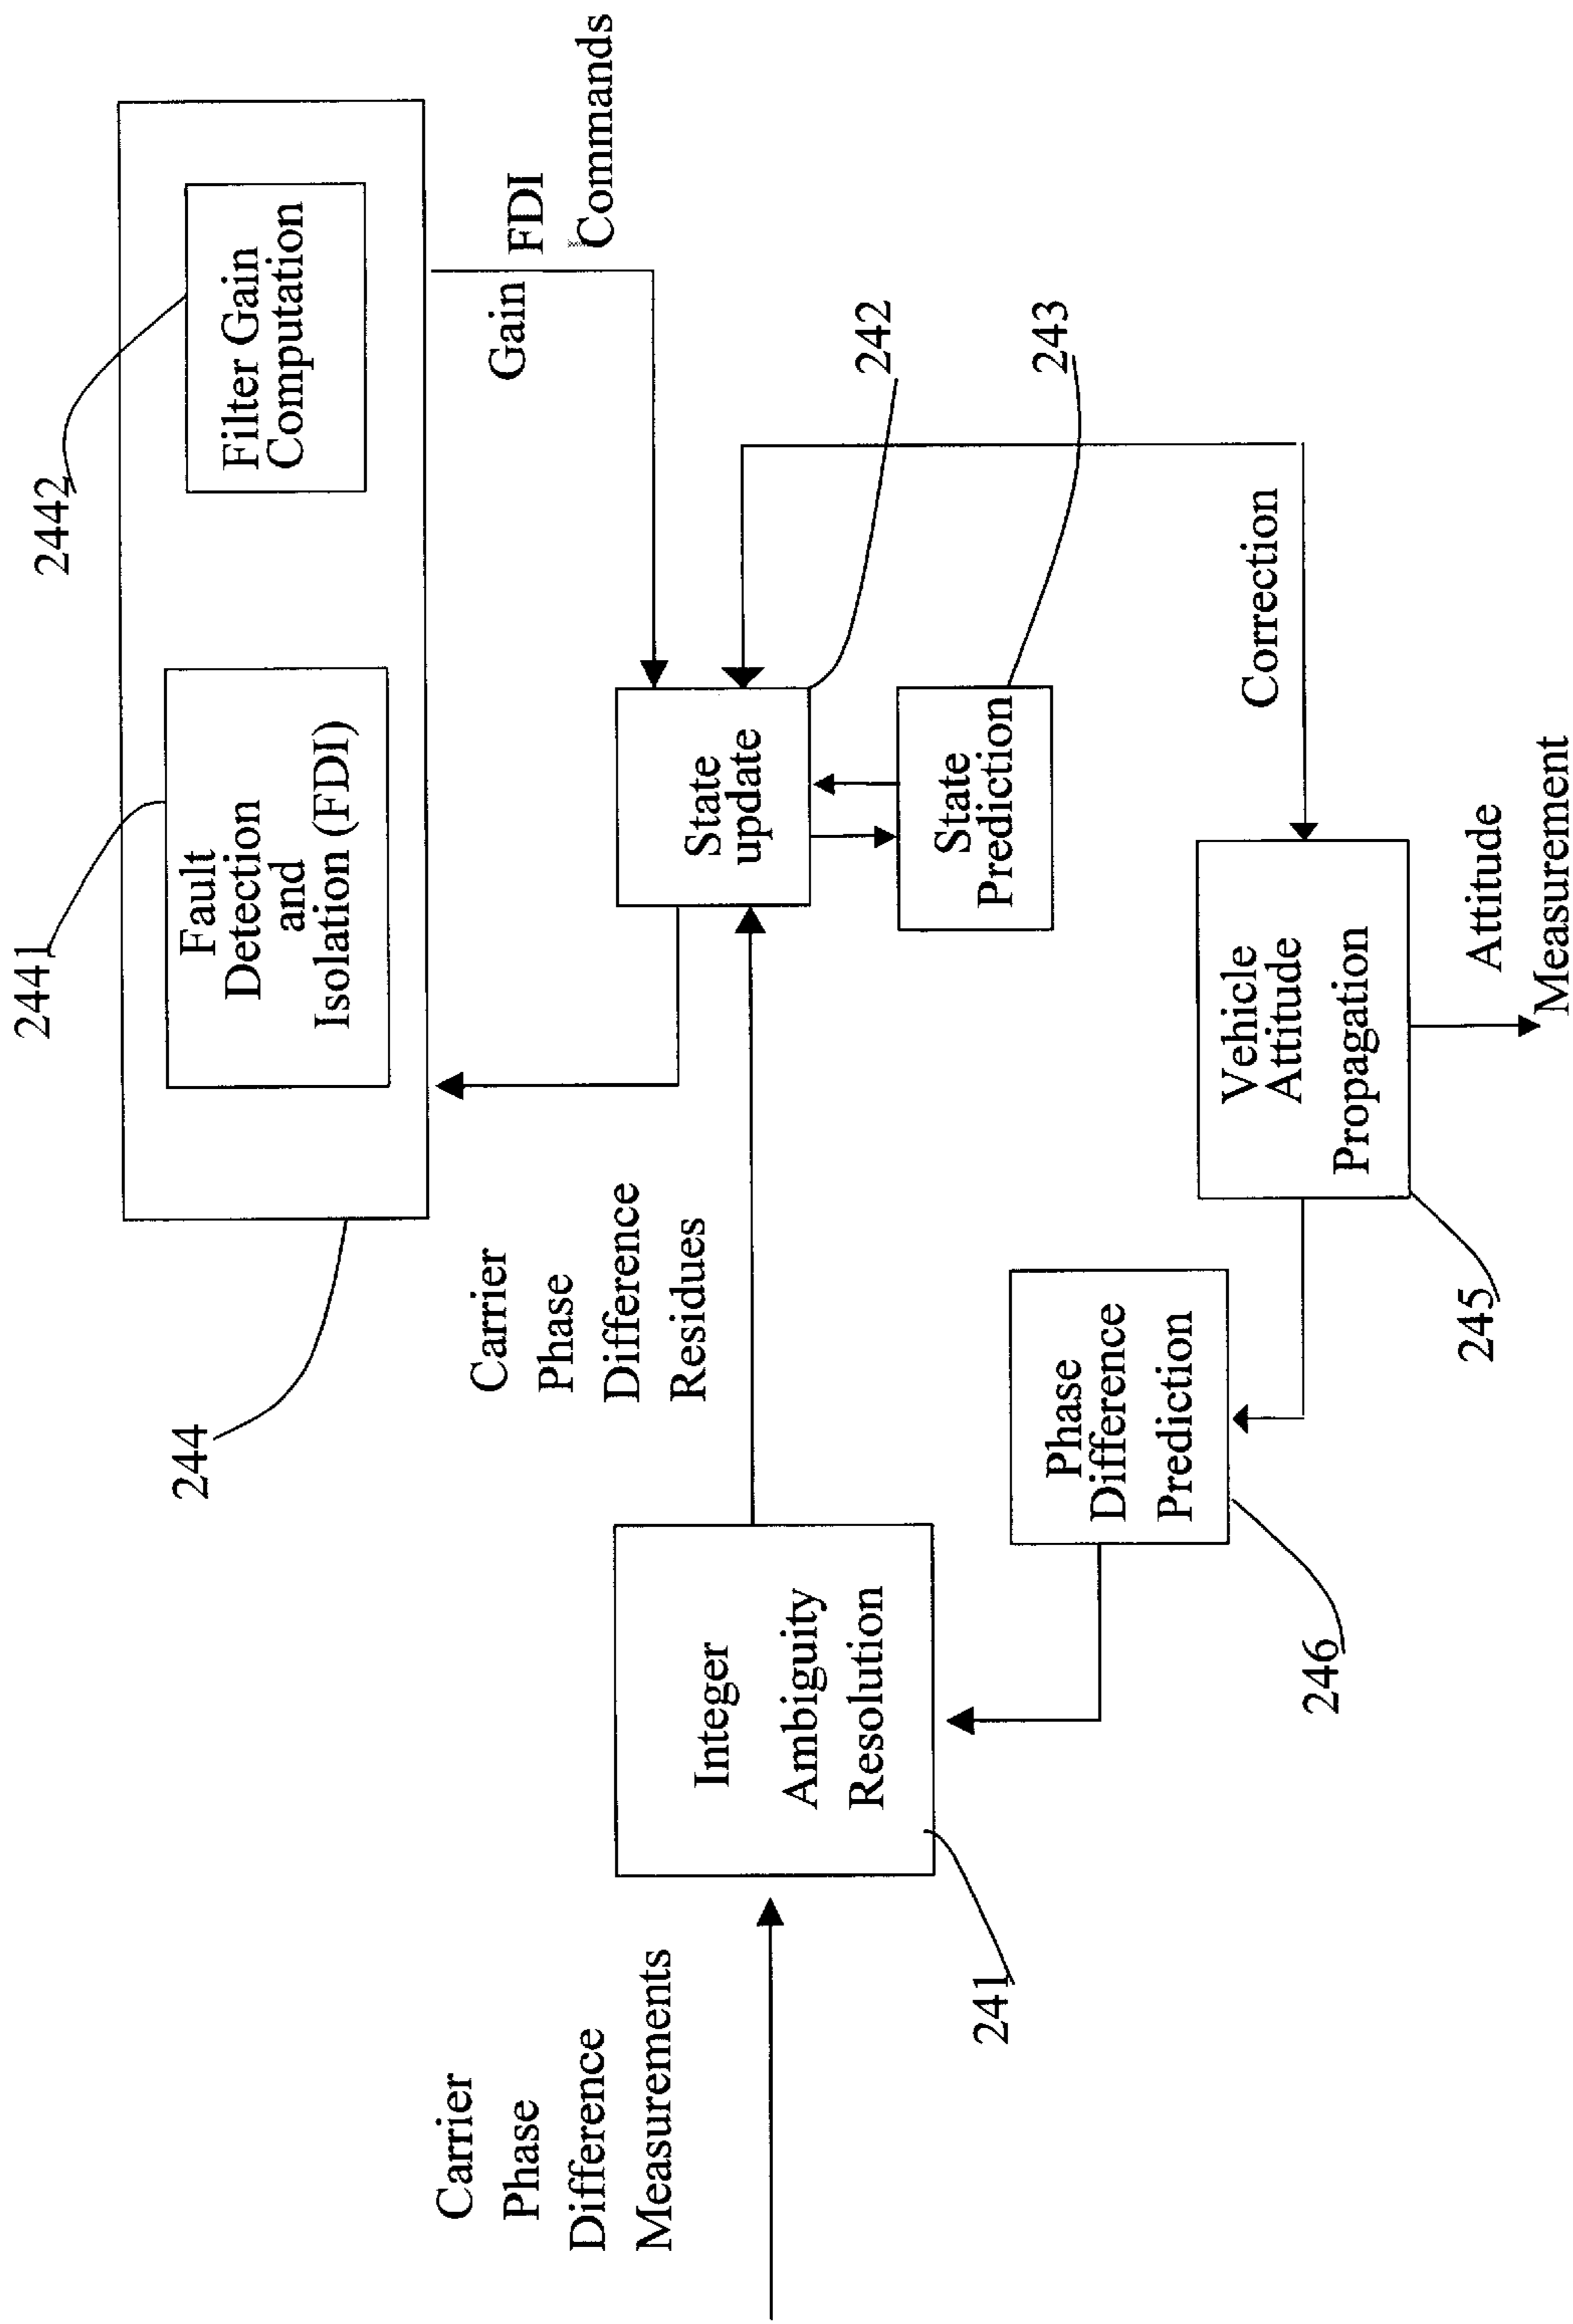 2441
2442
Fault
Detection
and
Isolation (FDI)
Filter Gain
Computation
244
Gain
FDI
Commands
Carrier
Phase
Difference
Residues
Carrier
Phase
Difference
Measurements
Integer
Ambiguity
Resolution
241
State
update
242
State
Prediction
243
Phase
Difference
Prediction
246
Vehicle
Attitude
Propagation
245
Correction
Attitude
Measurement